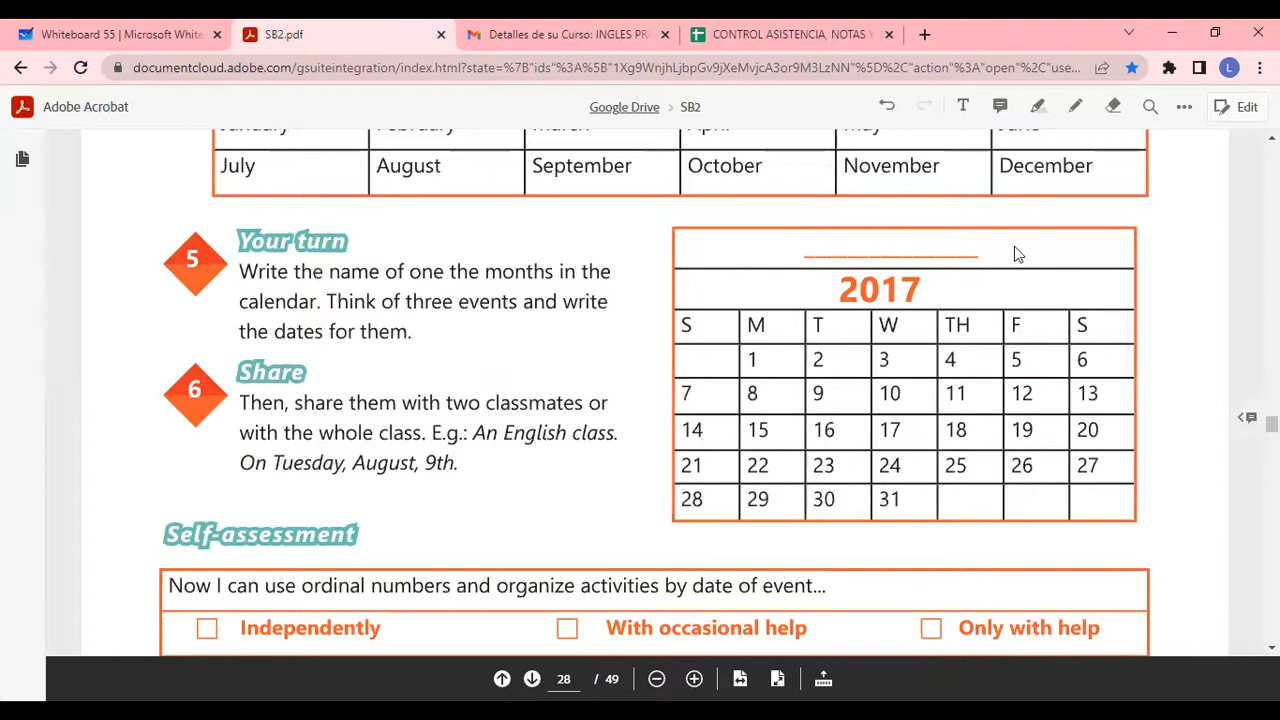 Whiteboard 55 | Microsoft White
SB2.pdf
Detalles de su Curso: INGLES PRI
CONTROL ASISTENCIA, NOTAS Y
documentcloud.adobe.com/gsuiteintegration/index.html?state=%7B"ids"%3A%5B"1Xg9WnjhLjbpGv9jXeMvjcA3or9M3LzNN"%5D%2C"action"%3A"open"%2C"use...
L
Adobe Acrobat
Google Drive
SB2
Edit
January February March April May June
July August September October November December
5
Your turn
Write the name of one the months in the
calendar. Think of three events and write
the dates for them.
6
Share
Then, share them with two classmates or
with the whole class. E.g.: An English class.
On Tuesday, August, 9th.
2017
S M T W TH F S
1 2 3 4 5 6
7 8 9 10 11 12 13
14 15 16 17 18 19 20
21 22 23 24 25 26 27
28 29 30 31
Self-assessment
Now I can use ordinal numbers and organize activities by date of event...
Independently With occasional help Only with help
28 / 49